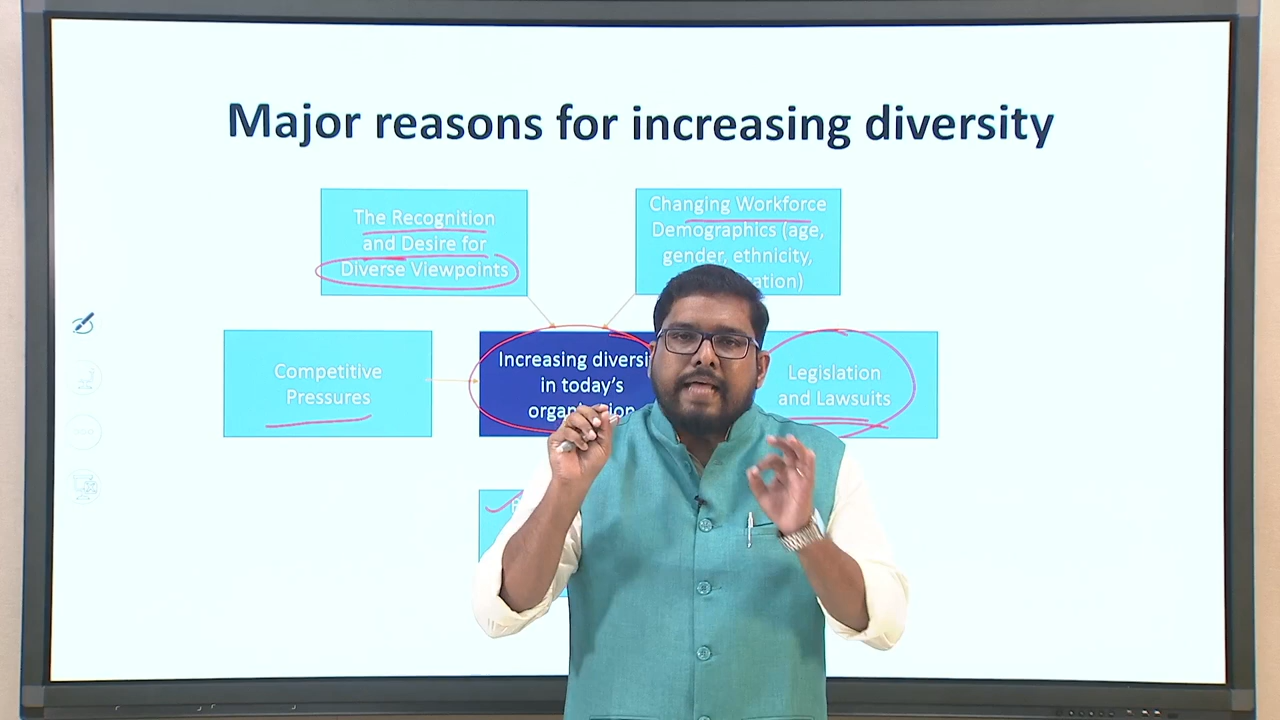 Major reasons for increasing diversity
The Recognition
and Desire for
Diverse Viewpoints
Changing Workforce
Demographics (age,
gender, ethnicity,
Competitive
Pressures
Increasing
in today's
Legislation
and Lawsuits